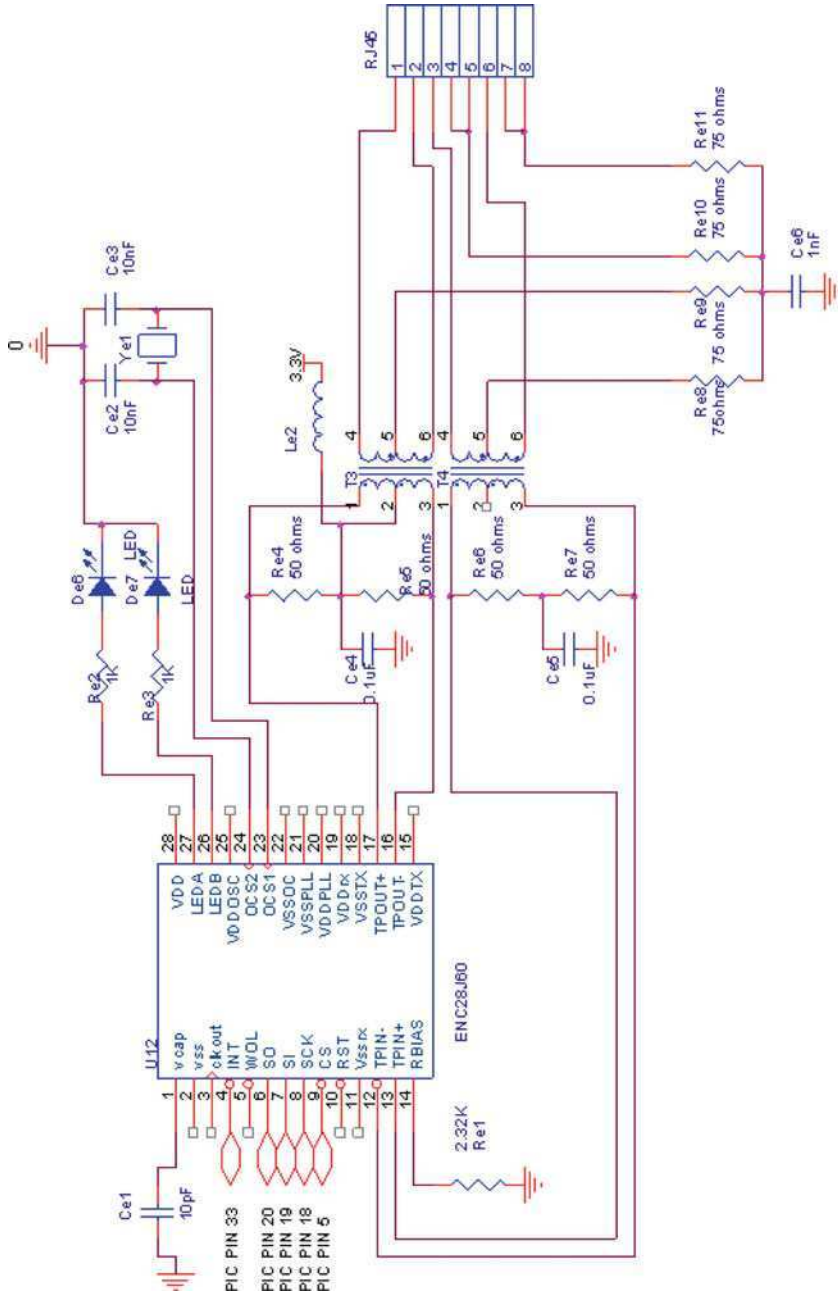 0
Ce3
10nF
Ce2
10nF
Ye1
RJ45
1
2
3
4
5
6
7
8
De6
LED
De7
LED
Re2
1K
Re3
1K
Le2
3.3V
T3
1
2
3
4
5
6
T4
1
2
3
4
5
6
Re4
50 ohms
Re5
50 ohms
Re6
50 ohms
Re7
50 ohms
Ce4
0.1uF
Ce5
0.1uF
Re8
75ohms
Re9
75 ohms
Re10
75 ohms
Re11
75 ohms
Ce6
1nF
U12
ENC28J60
1 vcap
2 vss
3 clkout
4 INT
5 WOL
6 SO
7 SI
8 SCK
9 CS
10 RST
11 Vssrx
12 TPIN-
13 TPIN+
14 RBIAS
28 VDD
27 LEDA
26 LEDB
25 VDDOSC
24 OCS2
23 OCS1
22 VSSOC
21 VSSPLL
20 VDDPLL
19 VDDrx
18 VSSTX
17 TPOUT+
16 TPOUT-
15 VDDTX
Ce1
10pF
PIC PIN 33
PIC PIN 20
PIC PIN 19
PIC PIN 18
PIC PIN 5
2.32K
Re1